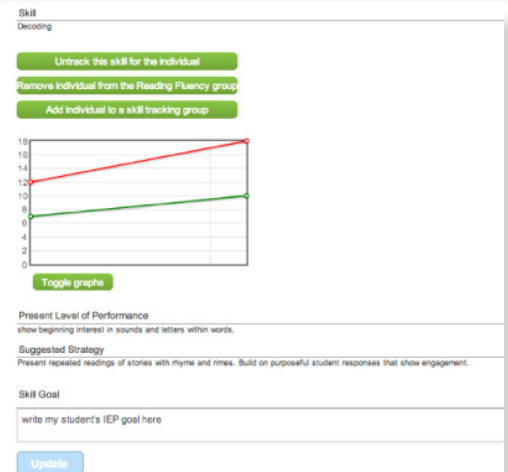 Skill
Decoding
Untrack this skill for the individual
Remove individual from the Reading Fluency group
Add individual to a skill tracking group
18
16
14
12
10
8
6
4
2
0
Toggle graphs
Present Level of Performance
show beginning interest in sounds and letters within words.
Suggested Strategy
Present repeated readings of stories with rhyme and rimes. Build on purposeful student responses that show engagement.
Skill Goal
write my student's IEP goal here
Update